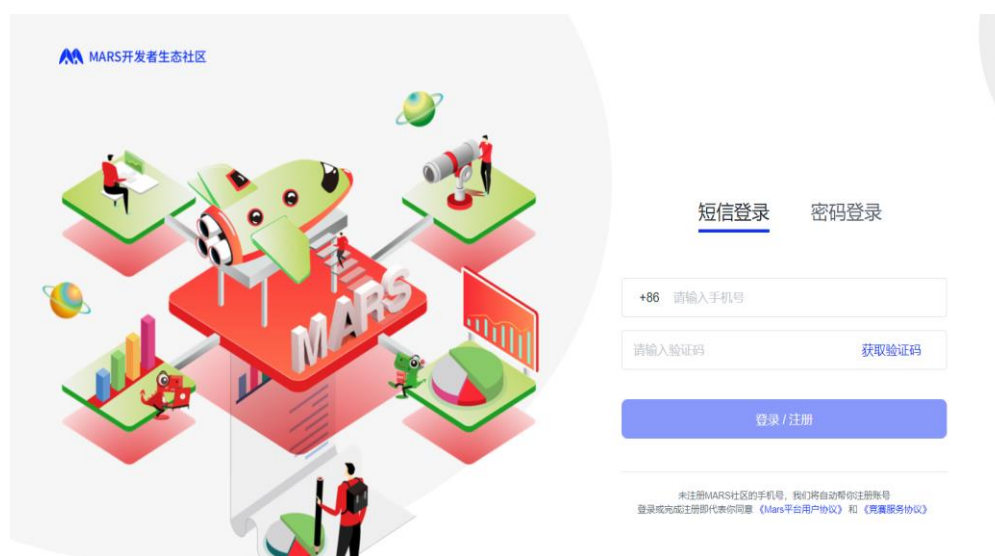 MARS开发者生态社区
MARS
短信登录 密码登录
+86 请输入手机号
请输入验证码 获取验证码
登录 / 注册
未注册MARS社区的手机号，我们将自动帮你注册账号
登录或完成注册即代表你同意 《Mars平台用户协议》 和 《竞赛服务协议》